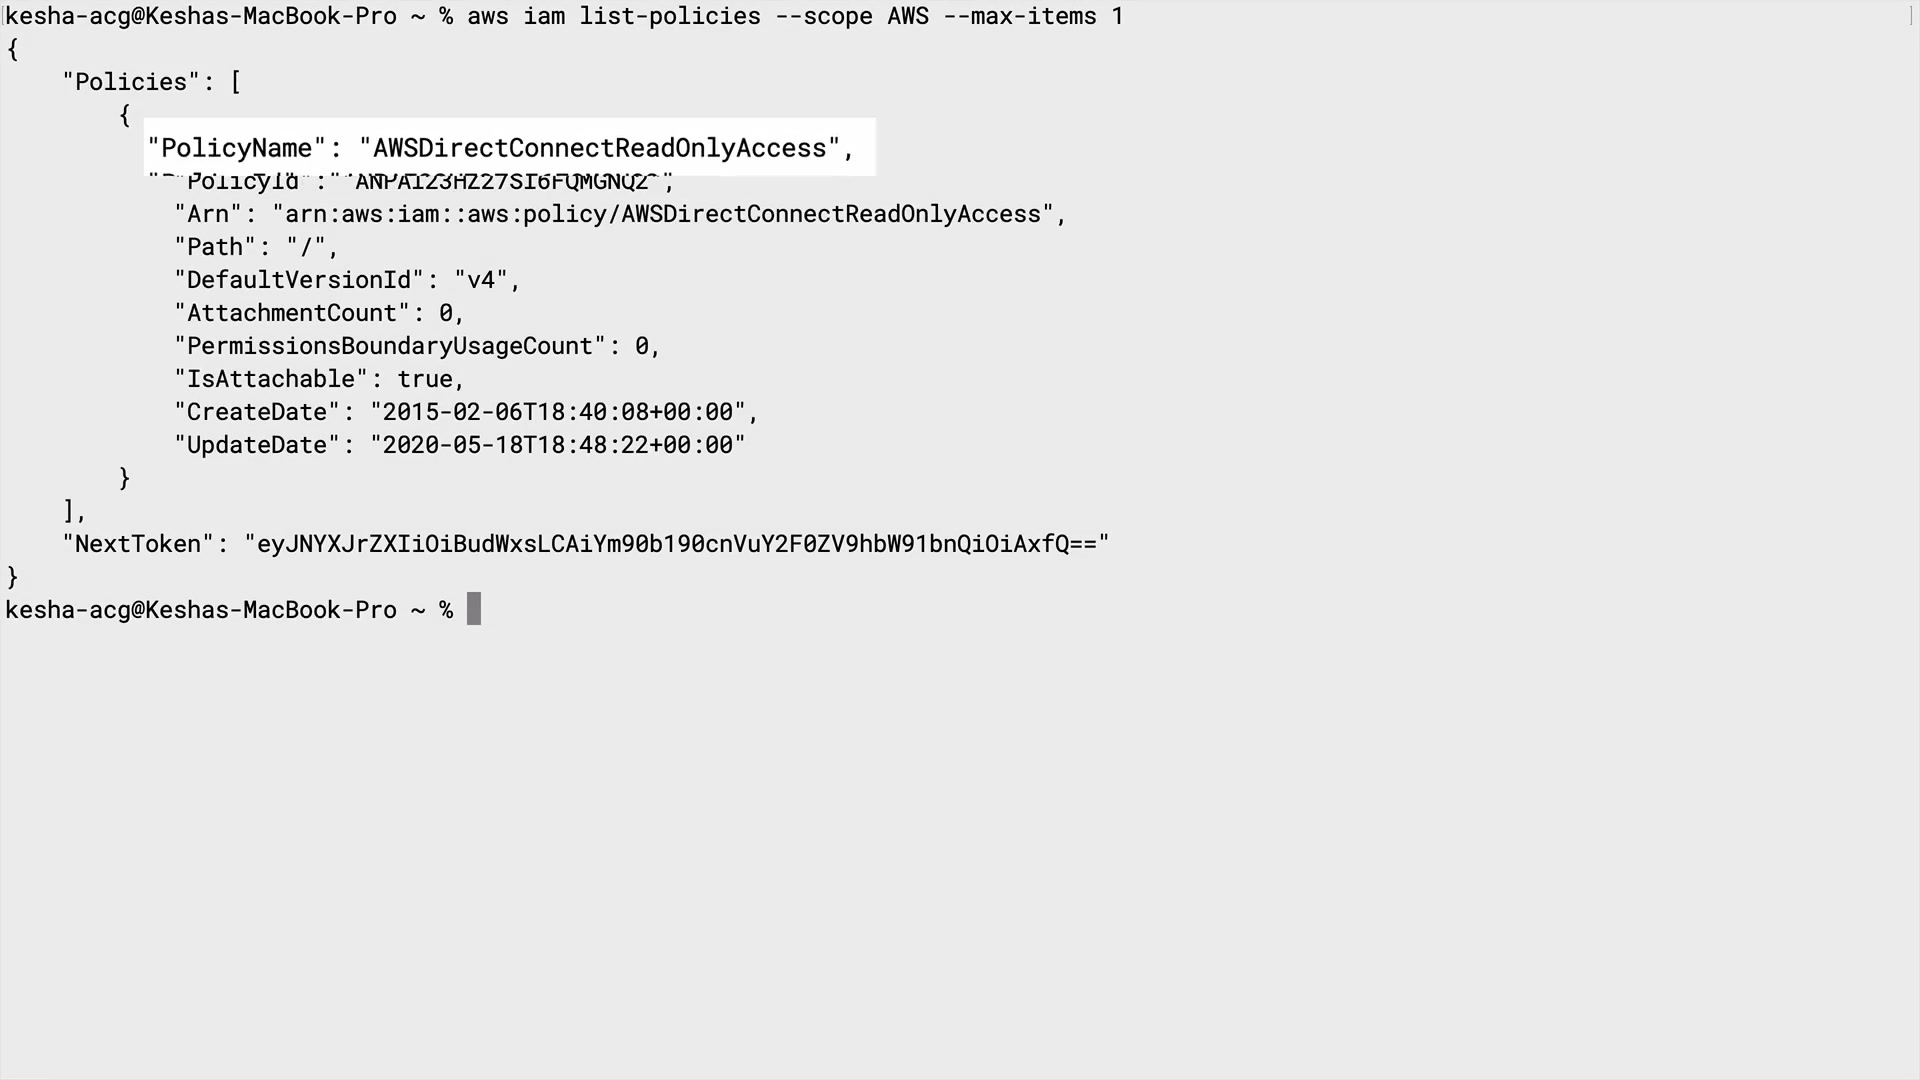 kesha-acg@Keshas-MacBook-Pro ~ % aws iam list-policies --scope AWS --max-items 1
{
"Policies": [
{
"PolicyName": "AWSDirectConnectReadOnlyAccess",
"PolicyId":
"Arn": "arn:aws:iam::aws:policy/AWSDirectConnectReadOnlyAccess",
"Path": "/",
"DefaultVersionId": "v4",
"AttachmentCount": 0,
"PermissionsBoundaryUsageCount": 0,
"IsAttachable": true,
"CreateDate": "2015-02-06T18:40:08+00:00",
"UpdateDate": "2020-05-18T18:48:22+00:00"
}
],
"NextToken": "eyJNYXJrZXIiOiBudWxsLCAiYm90b190cnVuY2F0ZV9hbW91bnQiOiAxfQ=="
}
kesha-acg@Keshas-MacBook-Pro ~ %